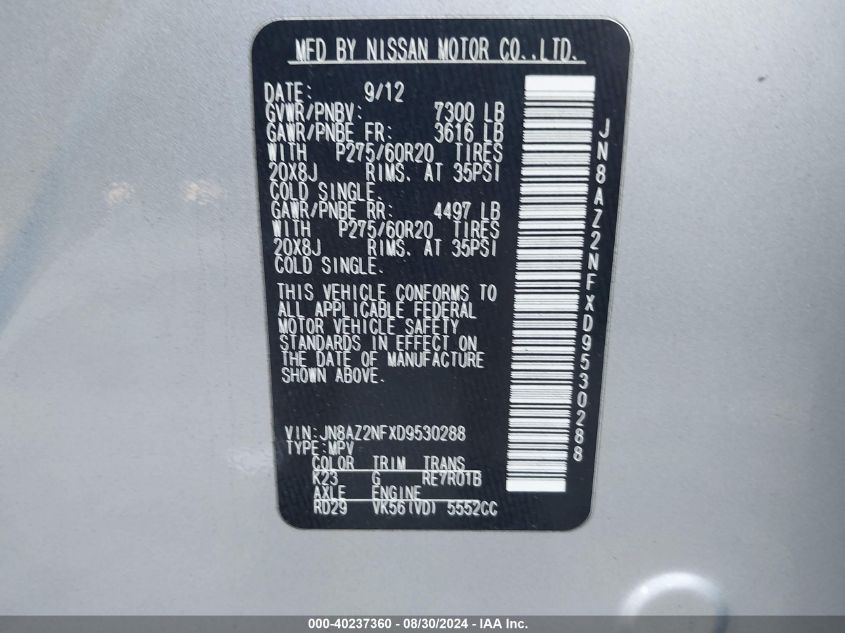 MFD BY NISSAN MOTOR CO.,LTD.
DATE: 9/12
GVWR/PNBV: 7300 LB
GAWR/PNBE FR: 3616 LB
WITH P275/60R20 TIRES
20X8J RIMS. AT 35PSI
COLD SINGLE.
GAWR/PNBE RR: 4497 LB
WITH P275/60R20 TIRES
20X8J RIMS. AT 35PSI
COLD SINGLE.
THIS VEHICLE CONFORMS TO
ALL APPLICABLE FEDERAL
MOTOR VEHICLE SAFETY
STANDARDS IN EFFECT ON
THE DATE OF MANUFACTURE
SHOWN ABOVE.
VIN:JN8AZ2NFXD9530288
TYPE:MPV
COLOR TRIM TRANS
K23 G RE7R01B
AXLE ENGINE
RD29 VK56(VD) 5552CC
JN8AZ2NFXD9530288
000-40237360 - 08/30/2024 - IAA Inc.